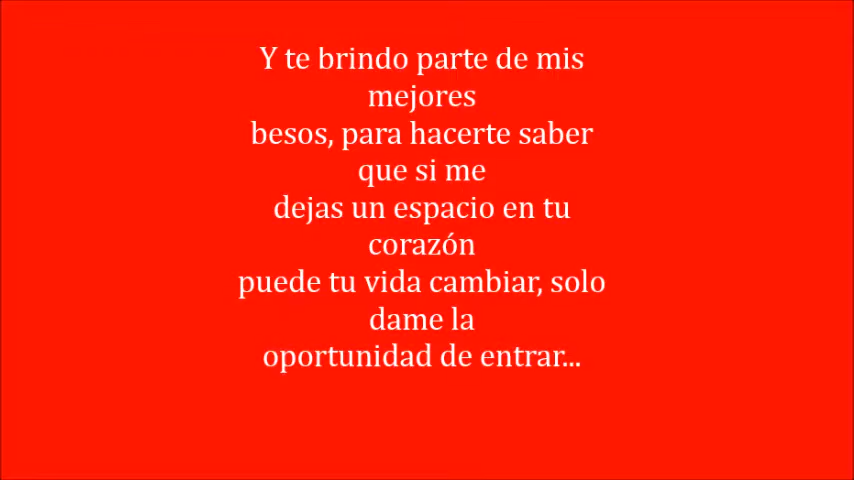 Y te brindo parte de mis
mejores
besos, para hacerte saber
que si me
dejas un espacio en tu
corazón
puede tu vida cambiar, solo
dame la
oportunidad de entrar...